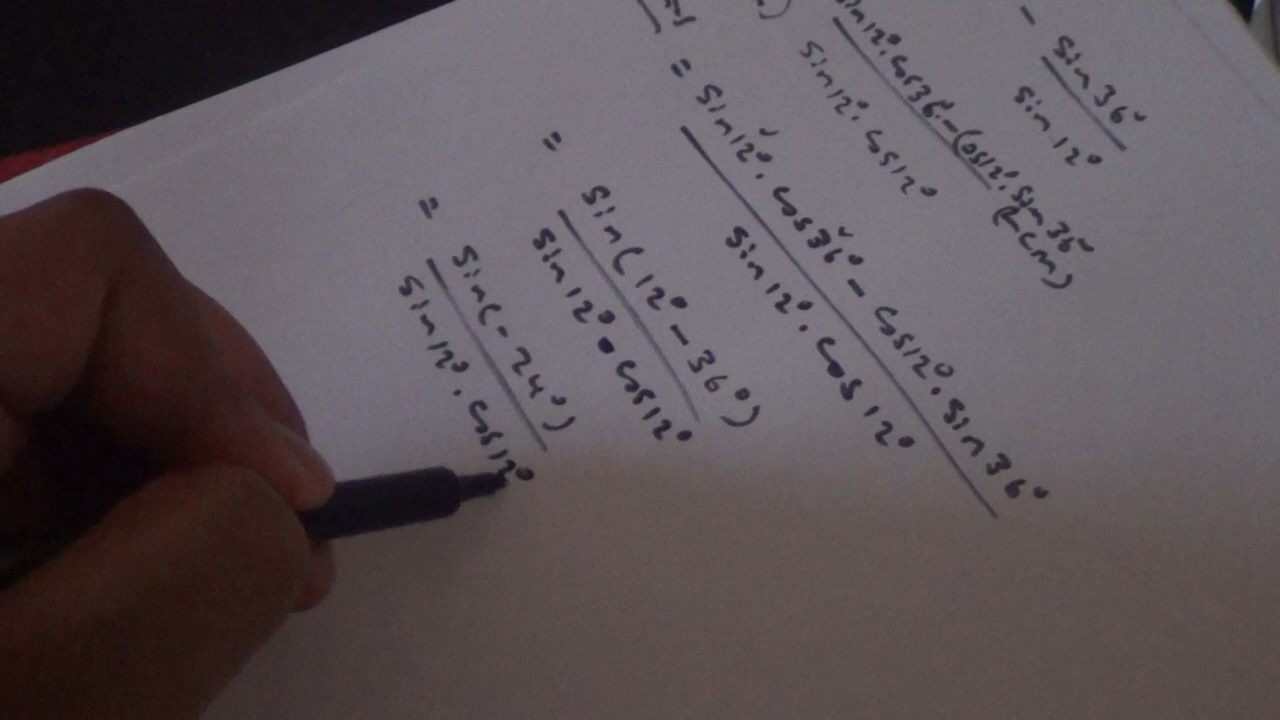 - sin 36° / sin 12°
sin12°. cos36° - cos12°. sin36° / sin12°. cos12°
(LCM)
= sin12°. cos36° - cos12°. sin36° / sin12°. cos12°
= sin(12° - 36°) / sin12° • cos12°
= sin(-24°) / sin12°. cos12°